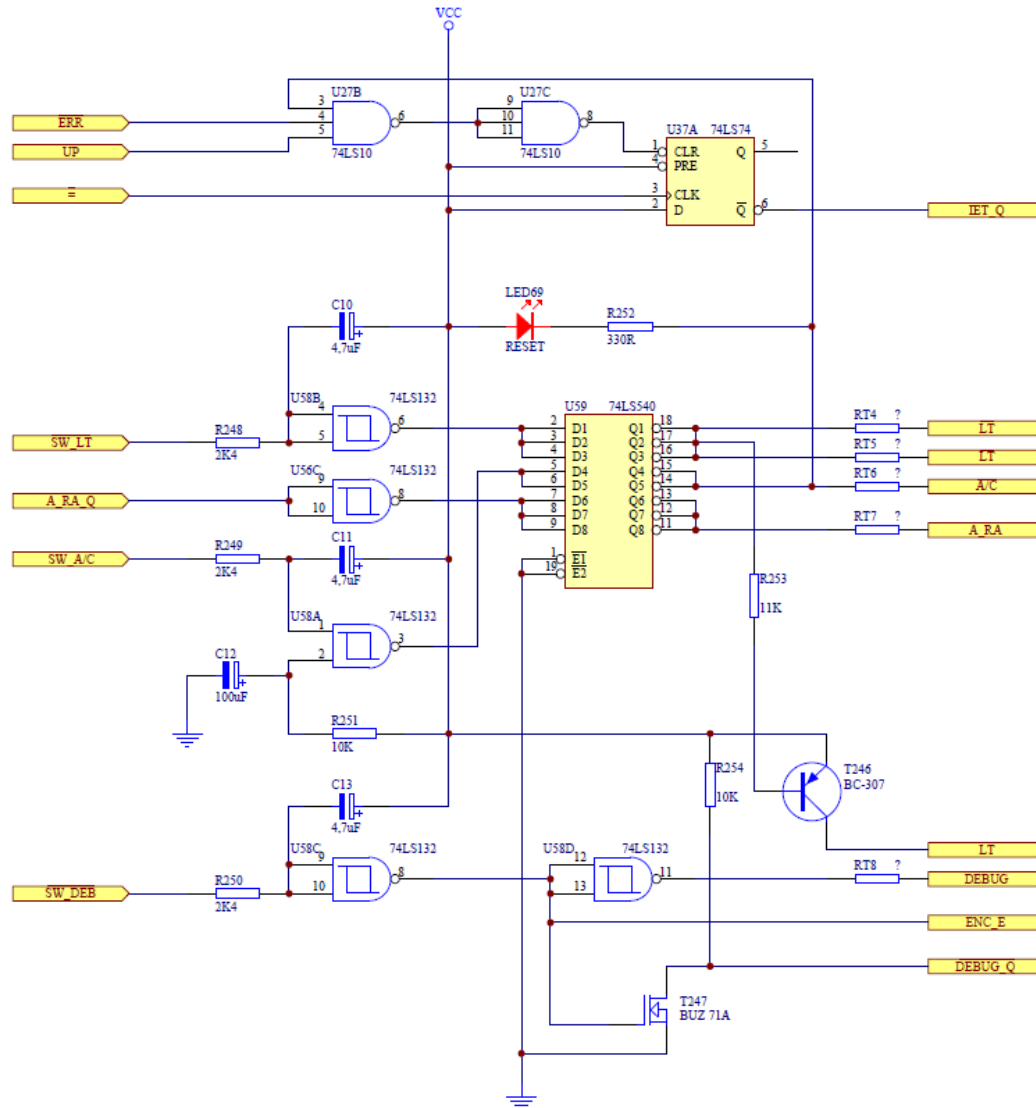 VCC
U27B
U27C
3
4
5
6
74LS10
9
10
11
8
74LS10
U37A 74LS74
1 CLR Q 5
4 PRE
3 CLK
2 D Q̅ 6
ERR
UP
=
IET_Q
C10
4,7uF
LED69
RESET
R252
330R
U58B 74LS132
4
5
6
SW_LT
R248
2K4
U56C 74LS132
9
10
8
A_RA_Q
SW_A/C
R249
2K4
C11
4,7uF
U58A 74LS132
1
2
3
C12
100uF
R251
10K
U59 74LS540
2 D1 Q1 18
3 D2 Q2 17
4 D3 Q3 16
5 D4 Q4 15
6 D5 Q5 14
7 D6 Q6 13
8 D7 Q7 12
9 D8 Q8 11
1 E1
19 E2
RT4 ?
LT
RT5 ?
LT
RT6 ?
A/C
RT7 ?
A_RA
R253
11K
R254
10K
T246
BC-307
C13
4,7uF
U58C 74LS132
9
10
8
SW_DEB
R250
2K4
U58D 74LS132
12
13
11
LT
RT8 ?
DEBUG
ENC_E
DEBUG_Q
T247
BUZ 71A